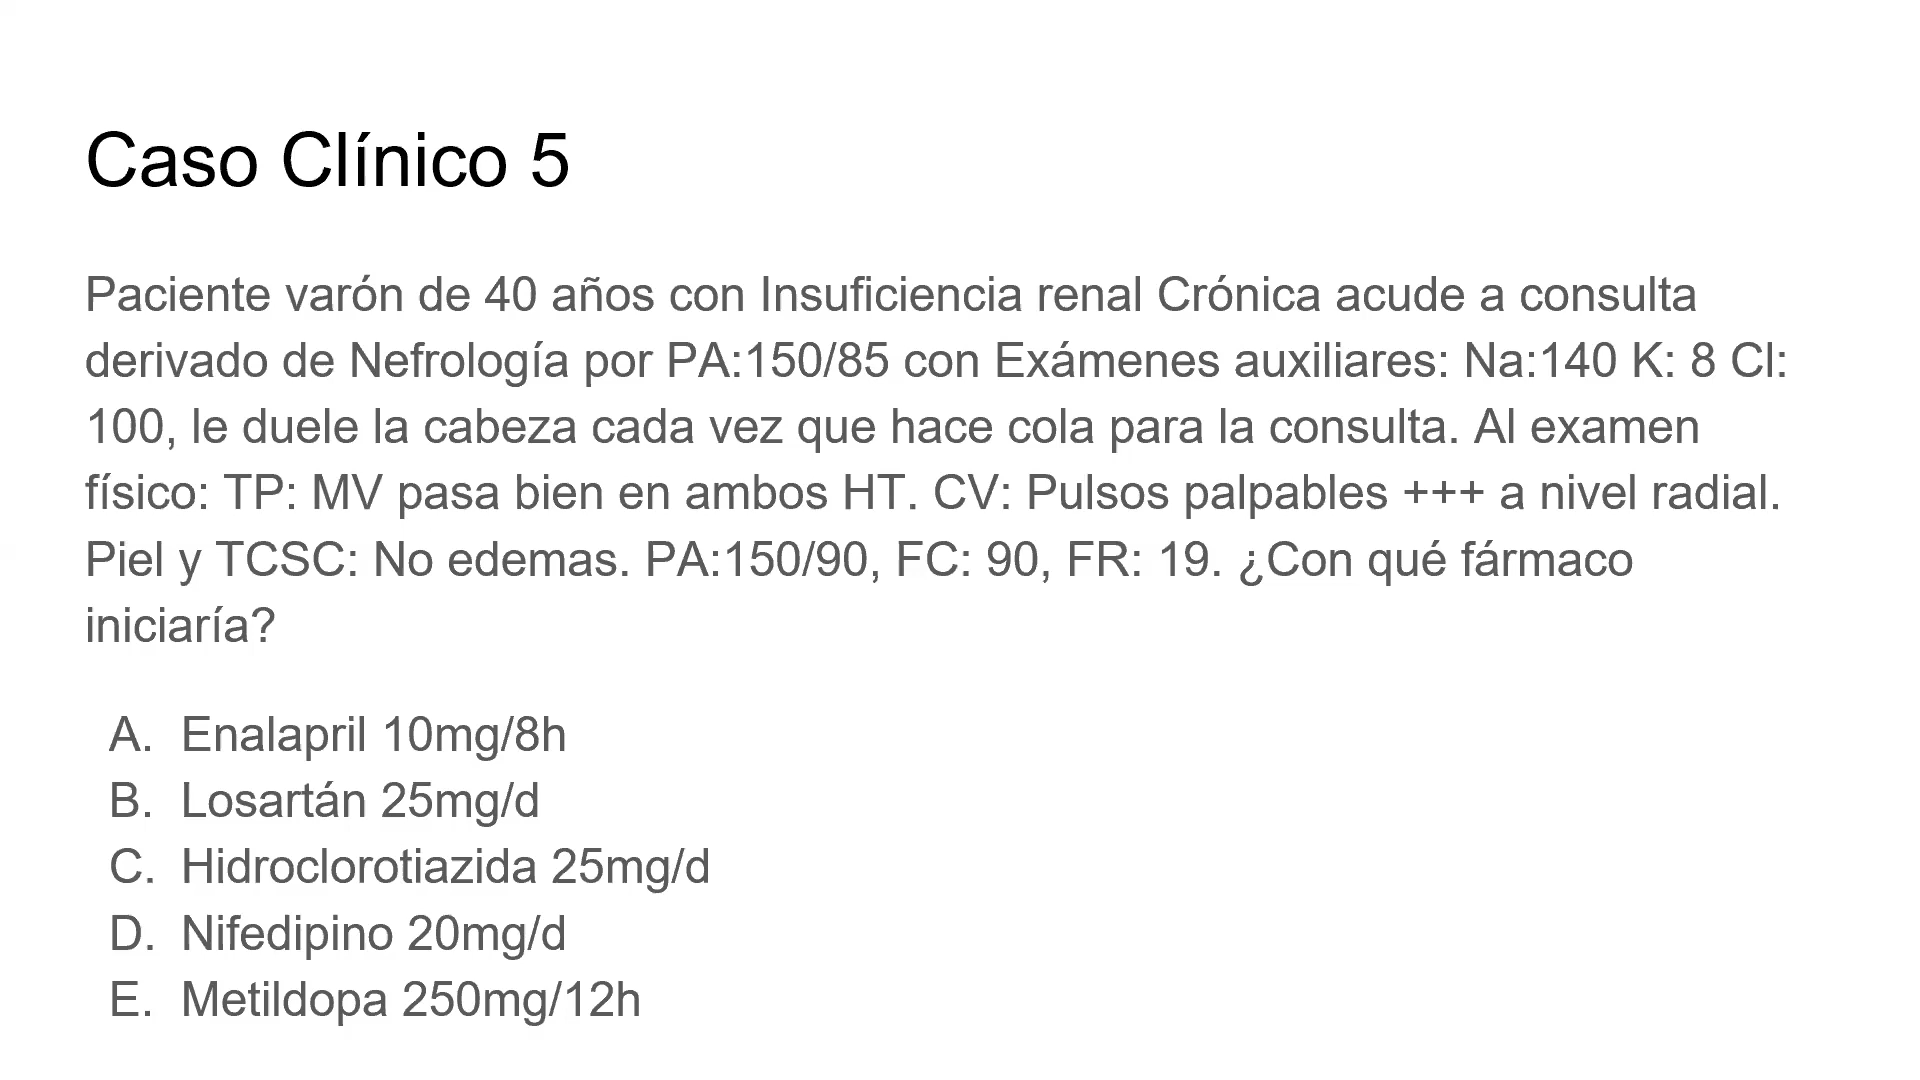 Caso Clínico 5
Paciente varón de 40 años con Insuficiencia renal Crónica acude a consulta
derivado de Nefrología por PA:150/85 con Exámenes auxiliares: Na:140 K: 8 Cl:
100, le duele la cabeza cada vez que hace cola para la consulta. Al examen
físico: TP: MV pasa bien en ambos HT. CV: Pulsos palpables +++ a nivel radial.
Piel y TCSC: No edemas. PA:150/90, FC: 90, FR: 19. ¿Con qué fármaco
iniciaría?
A. Enalapril 10mg/8h
B. Losartán 25mg/d
C. Hidroclorotiazida 25mg/d
D. Nifedipino 20mg/d
E. Metildopa 250mg/12h